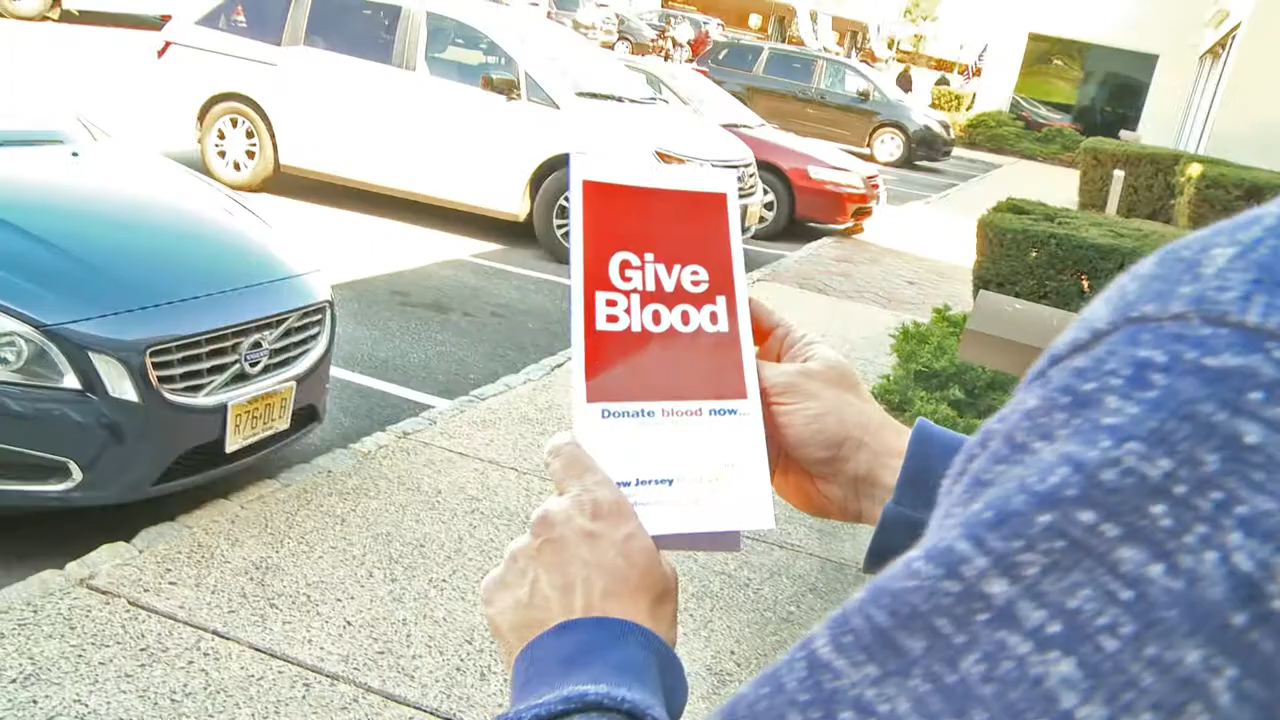 Give
Blood
Donate blood now...
ew Jersey
VOLVO
R76 DLB